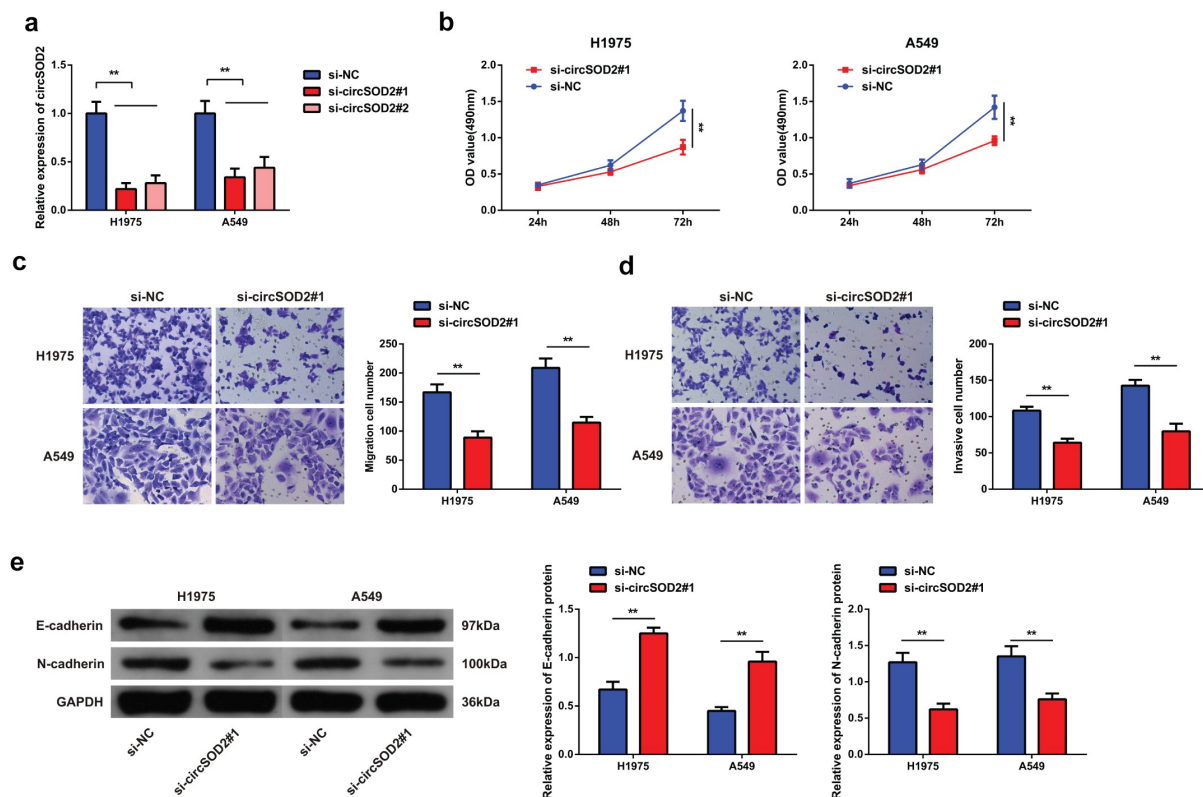 a
Relative expression of circSOD2
1.5
1.0
0.5
0.0
**
**
H1975
A549
si-NC
si-circSOD2#1
si-circSOD2#2
b
H1975
si-circSOD2#1
si-NC
OD value(490nm)
2.0
1.5
1.0
0.5
0.0
**
24h
48h
72h
A549
si-circSOD2#1
si-NC
OD value(490nm)
2.0
1.5
1.0
0.5
0.0
**
24h
48h
72h
c
si-NC
si-circSOD2#1
H1975
A549
si-NC
si-circSOD2#1
Migration cell number
250
200
150
100
50
0
**
**
H1975
A549
d
si-NC
si-circSOD2#1
H1975
A549
si-NC
si-circSOD2#1
Invasive cell number
200
150
100
50
0
**
**
H1975
A549
e
H1975
A549
E-cadherin
97kDa
N-cadherin
100kDa
GAPDH
36kDa
si-NC
si-circSOD2#1
si-NC
si-circSOD2#1
si-NC
si-circSOD2#1
Relative expression of E-cadherin protein
1.5
1.0
0.5
0.0
**
**
H1975
A549
si-NC
si-circSOD2#1
Relative expression of N-cadherin protein
2.0
1.5
1.0
0.5
0.0
**
**
H1975
A549